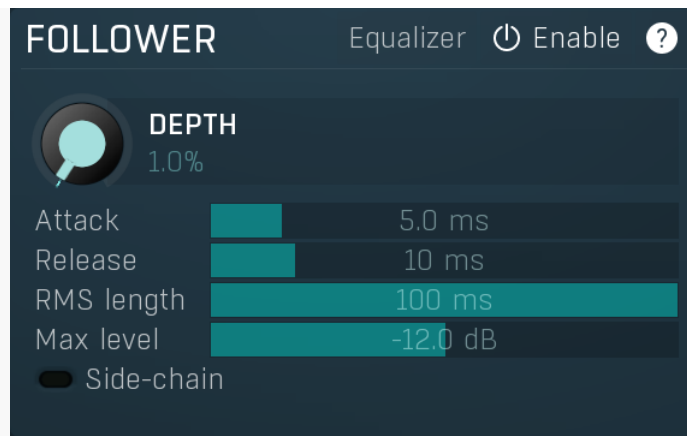 FOLLOWER Equalizer Enable ?
DEPTH
1.0%
Attack 5.0 ms
Release 10 ms
RMS length 100 ms
Max level -12.0 dB
Side-chain